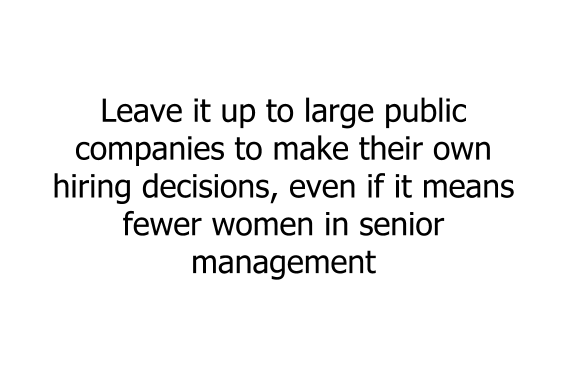 Leave it up to large public
companies to make their own
hiring decisions, even if it means
fewer women in senior
management